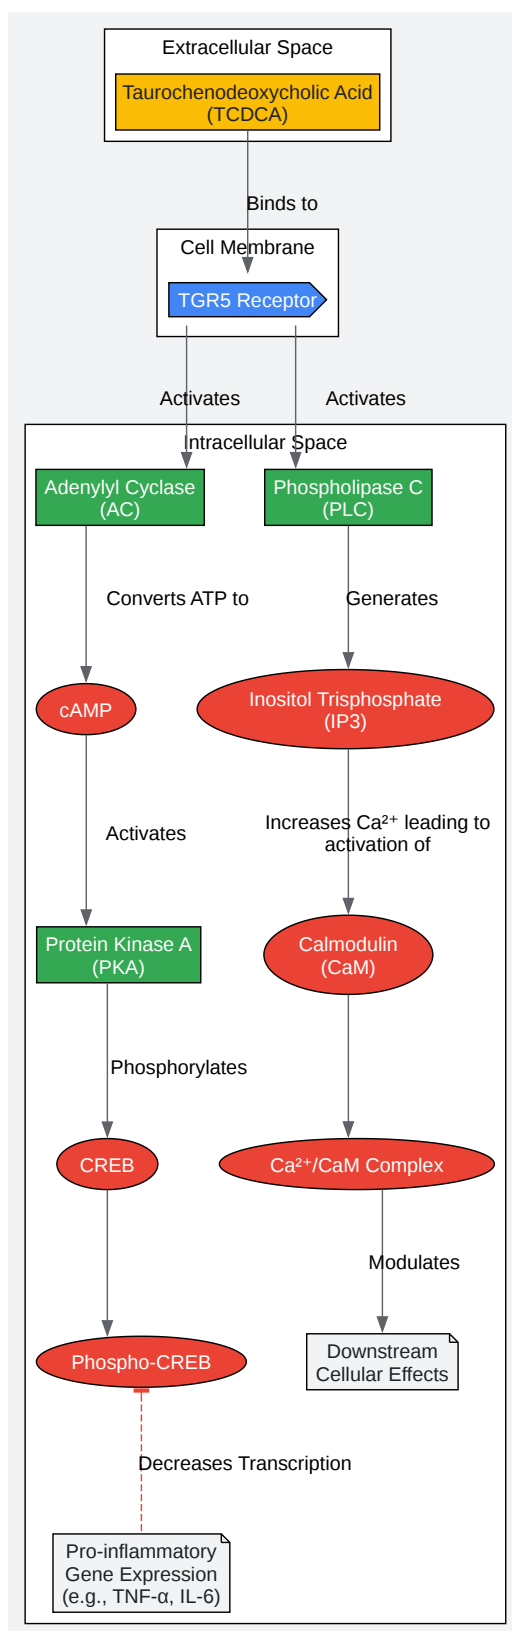 Extracellular Space
Taurochenodeoxycholic Acid
(TCDCA)
Binds to
Cell Membrane
TGR5 Receptor
Activates
Activates
Intracellular Space
Adenylyl Cyclase
(AC)
Phospholipase C
(PLC)
Converts ATP to
Generates
cAMP
Inositol Trisphosphate
(IP3)
Activates
Increases Ca²⁺ leading to
activation of
Protein Kinase A
(PKA)
Calmodulin
(CaM)
Phosphorylates
CREB
Ca²⁺/CaM Complex
Modulates
Phospho-CREB
Downstream
Cellular Effects
Decreases Transcription
Pro-inflammatory
Gene Expression
(e.g., TNF-α, IL-6)